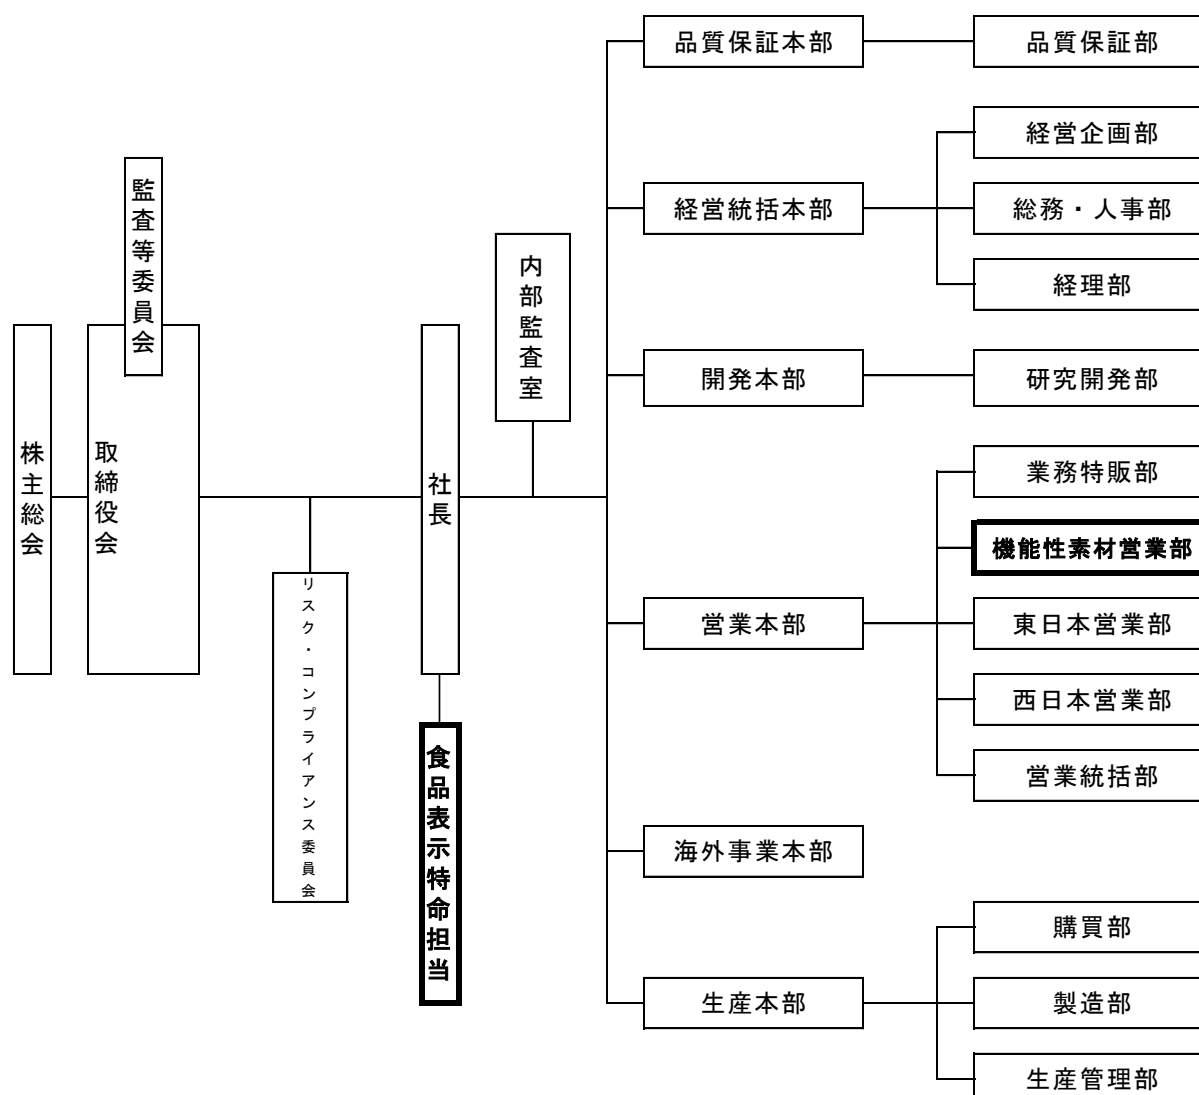 株主総会
取締役会
監査等委員会
リスク・コンプライアンス委員会
社長
食品表示特命担当
内部監査室
品質保証本部
品質保証部
経営統括本部
経営企画部
総務・人事部
経理部
開発本部
研究開発部
営業本部
業務特販部
機能性素材営業部
東日本営業部
西日本営業部
営業統括部
海外事業本部
生産本部
購買部
製造部
生産管理部